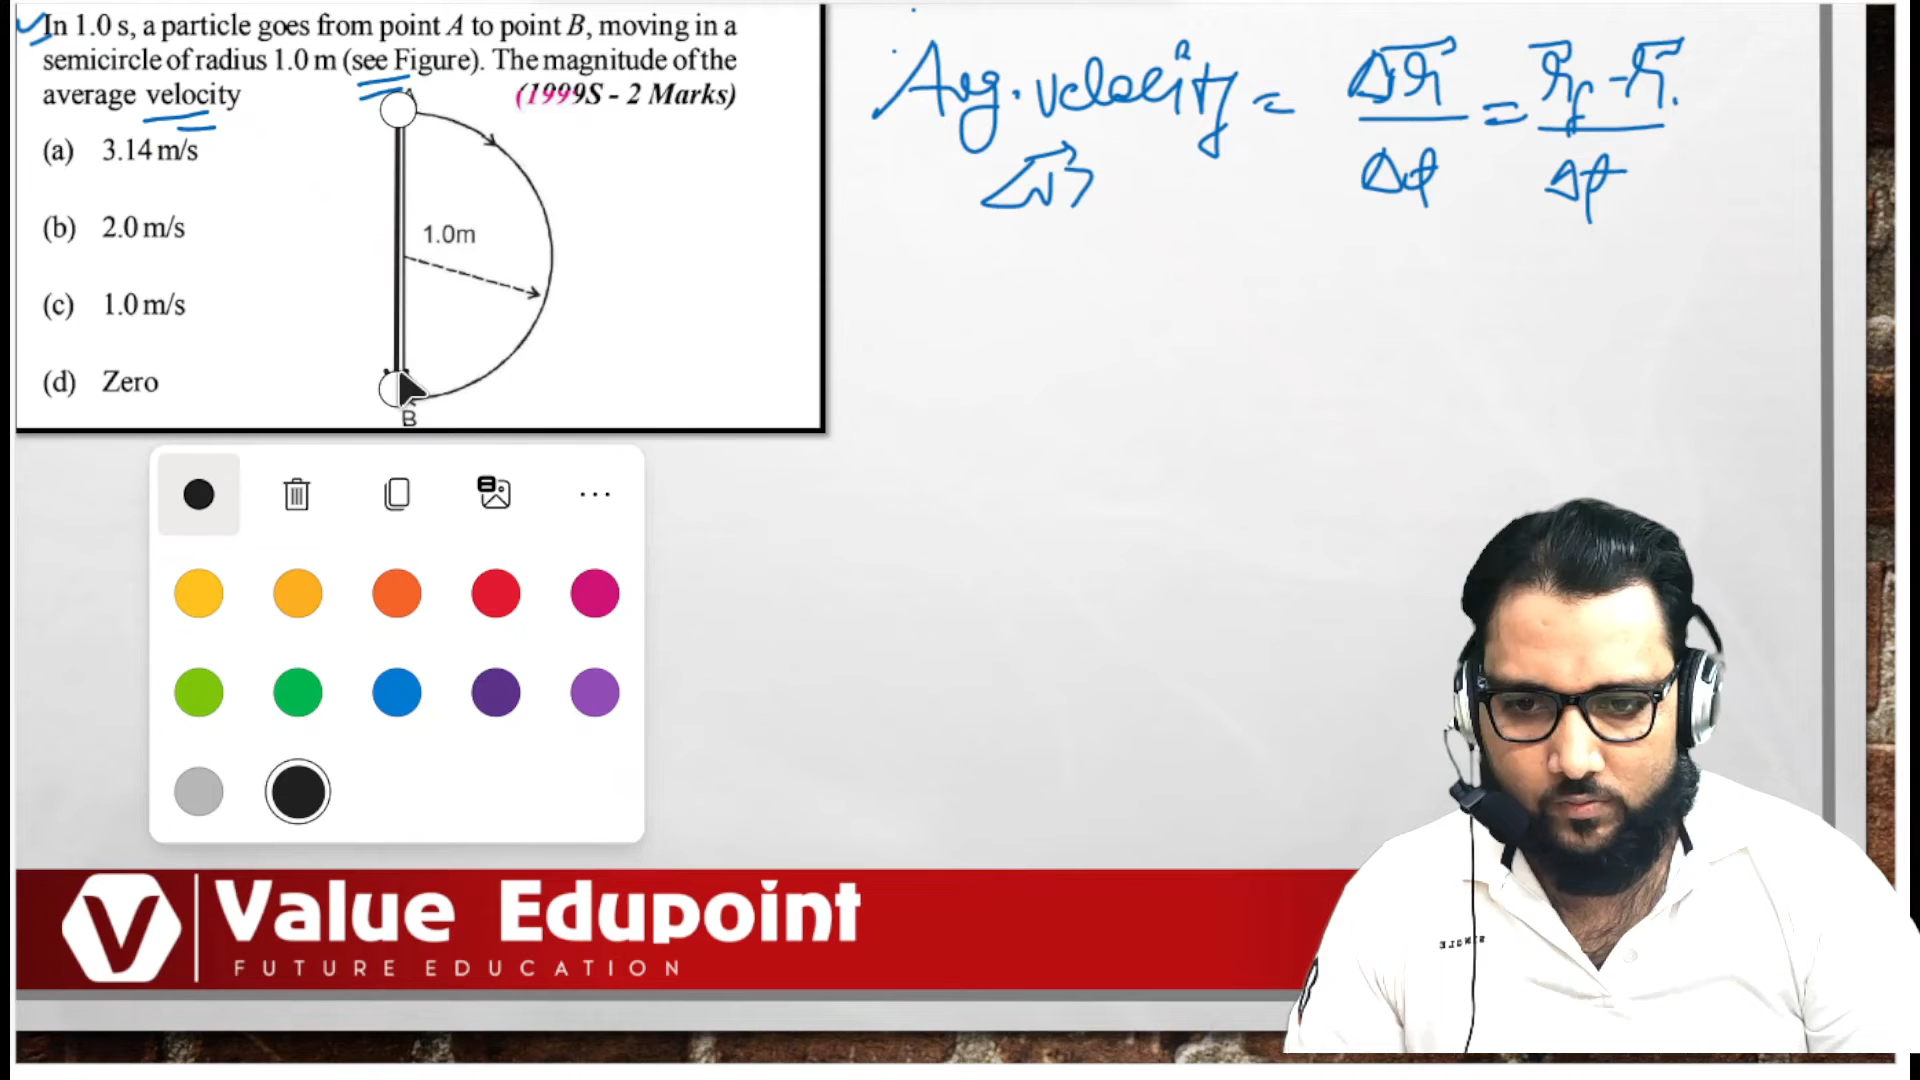 In 1.0 s, a particle goes from point A to point B, moving in a
semicircle of radius 1.0 m (see Figure). The magnitude of the
average velocity (1999S - 2 Marks)
(a) 3.14 m/s
(b) 2.0 m/s
(c) 1.0 m/s
(d) Zero
1.0m
B
Avg. velocity = Δr⃗ / Δt = r⃗f - r⃗i / Δt
<v⃗>
V
Value Edupoint
FUTURE EDUCATION